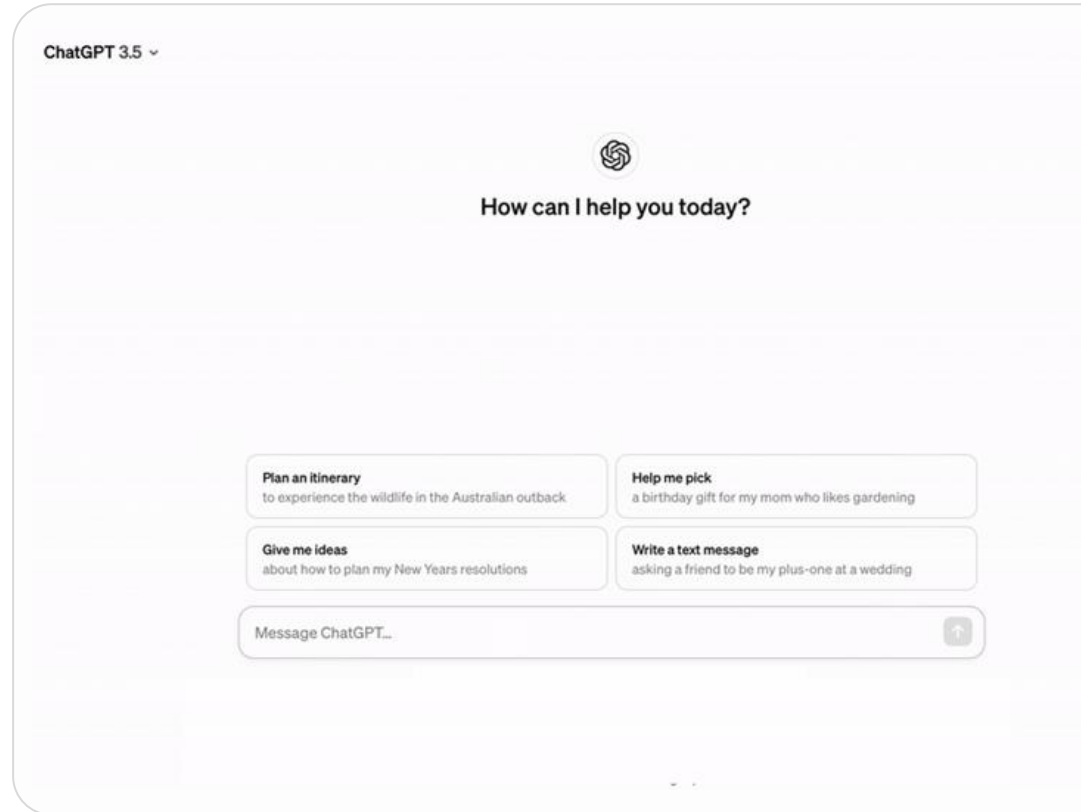 ChatGPT 3.5
How can I help you today?
Plan an itinerary
to experience the wildlife in the Australian outback
Help me pick
a birthday gift for my mom who likes gardening
Give me ideas
about how to plan my New Years resolutions
Write a text message
asking a friend to be my plus-one at a wedding
Message ChatGPT...